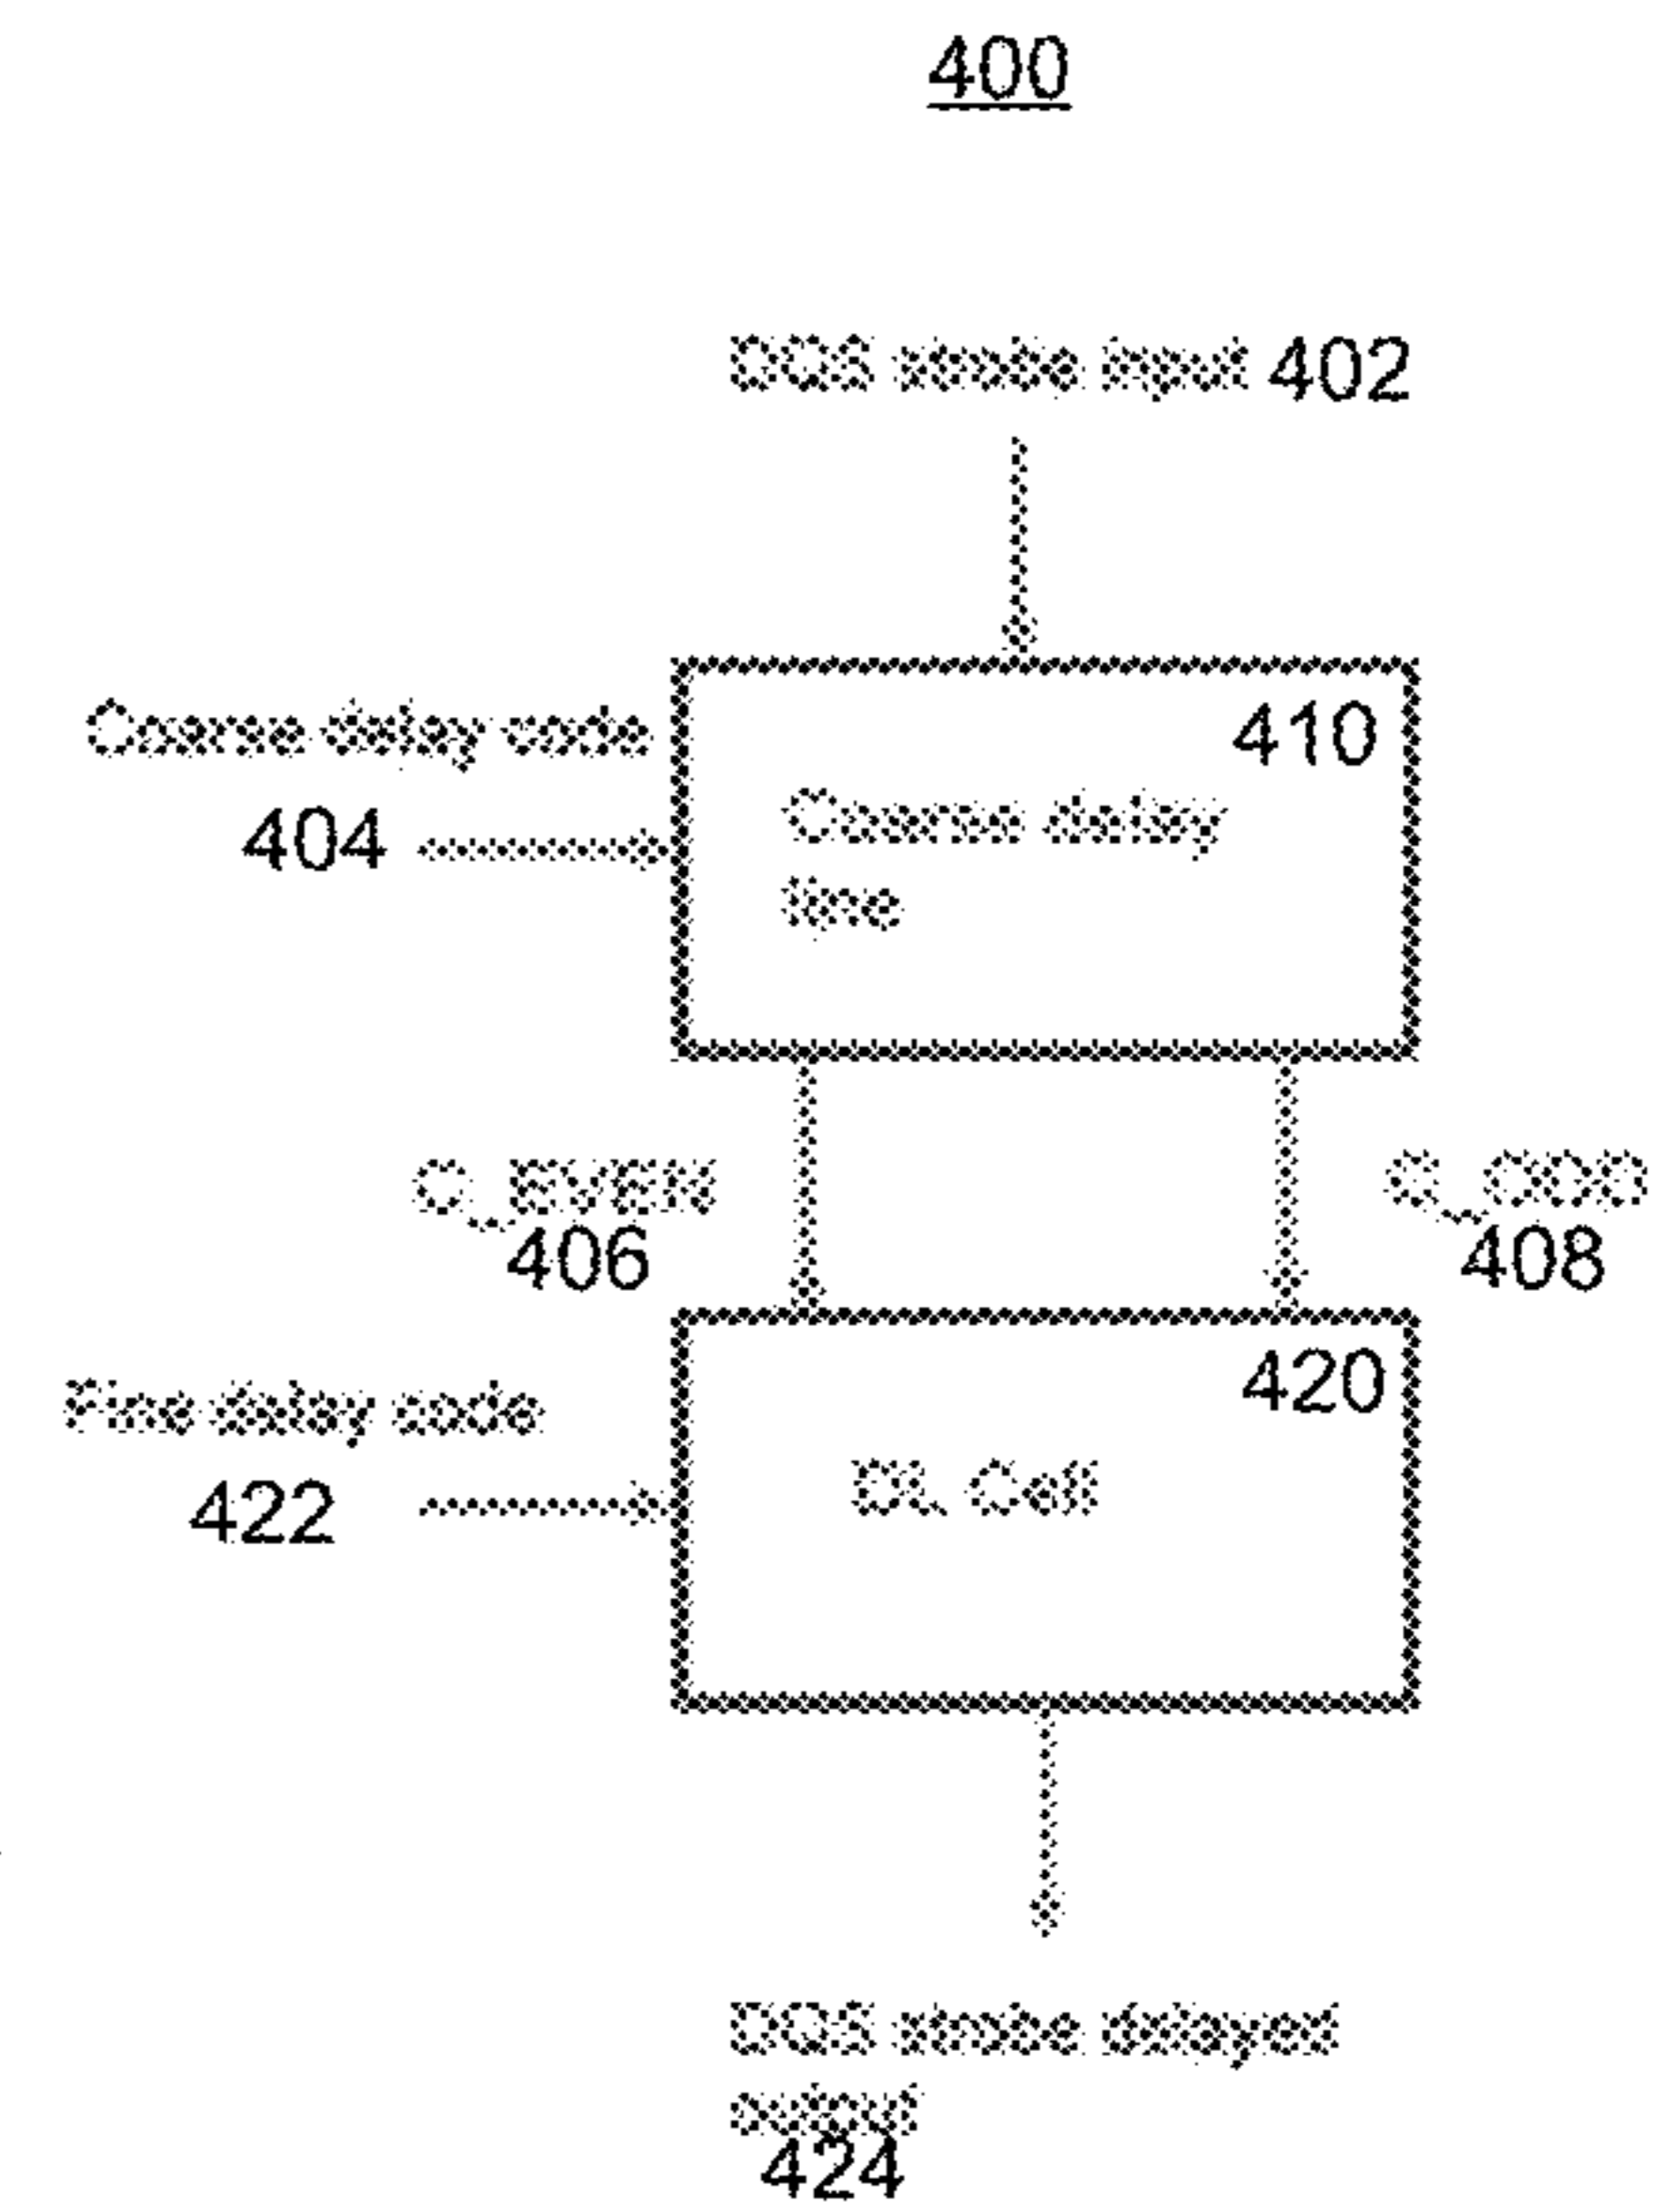 400
DQS strobe input 402
Coarse delay code
404
410
Coarse delay
line
C_EVEN
406
C_ODD
408
Fine delay code
422
420
DL Cell
DQS strobe delayed
output
424